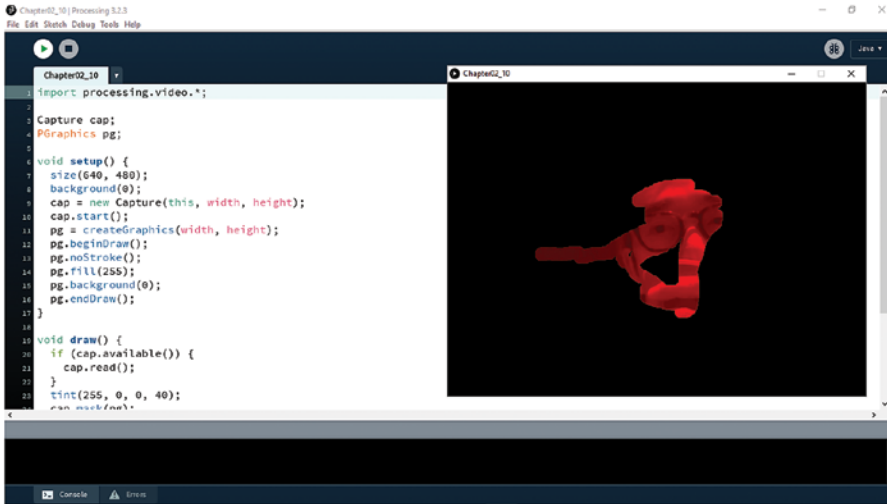 Chapter02_10 | Processing 3.2.3
File Edit Sketch Debug Tools Help
Java
Chapter02_10
1 import processing.video.*;
2
3 Capture cap;
4 PGraphics pg;
5
6 void setup() {
7 size(640, 480);
8 background(0);
9 cap = new Capture(this, width, height);
10 cap.start();
11 pg = createGraphics(width, height);
12 pg.beginDraw();
13 pg.noStroke();
14 pg.fill(255);
15 pg.background(0);
16 pg.endDraw();
17 }
18
19 void draw() {
20 if (cap.available()) {
21 cap.read();
22 }
23 tint(255, 0, 0, 40);
cap.mask(pg);
Chapter02_10
Console Errors